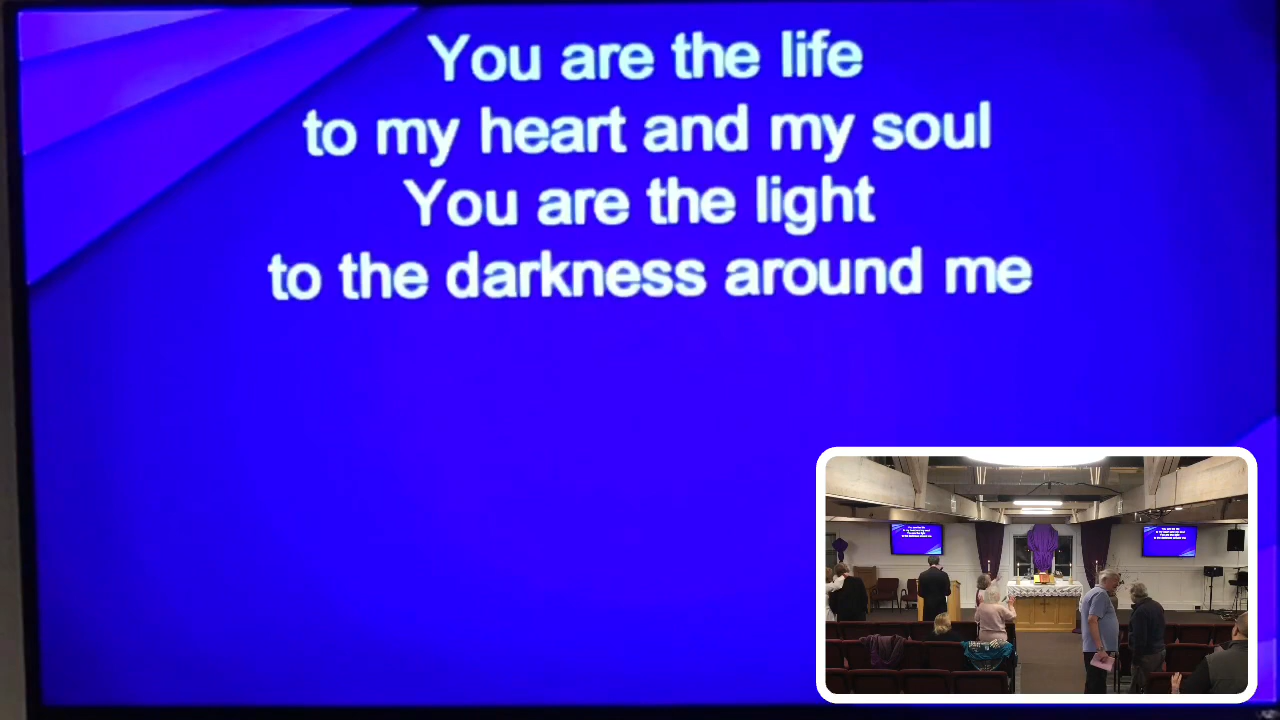 You are the life
to my heart and my soul
You are the light
to the darkness around me